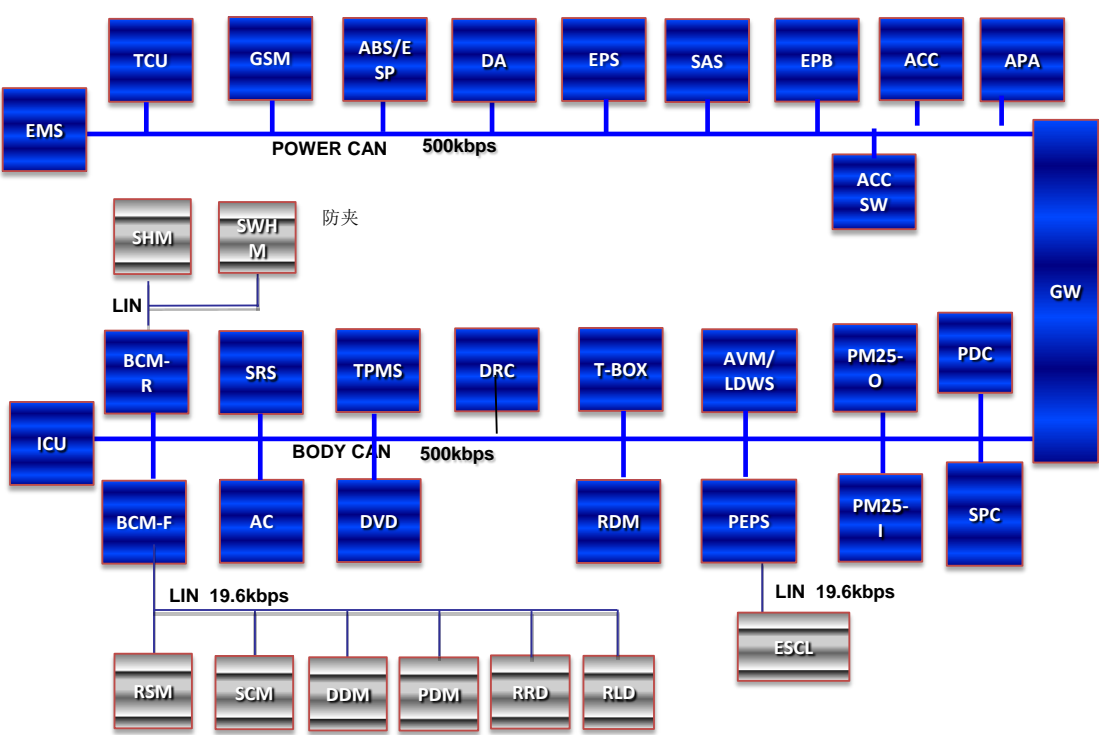 TCU
GSM
ABS/E
SP
DA
EPS
SAS
EPB
ACC
APA
EMS
POWER CAN
500kbps
ACC
SW
GW
SHM
SWH
M
防夹
LIN
BCM-
R
SRS
TPMS
DRC
T-BOX
AVM/
LDWS
PM25-
O
PDC
ICU
BODY CAN
500kbps
BCM-F
AC
DVD
RDM
PEPS
PM25-
I
SPC
LIN 19.6kbps
LIN 19.6kbps
ESCL
RSM
SCM
DDM
PDM
RRD
RLD